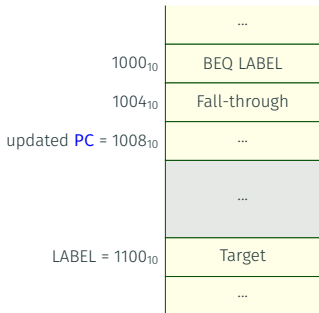 ...
1000₁₀ BEQ LABEL
1004₁₀ Fall-through
updated PC = 1008₁₀ ...
...
LABEL = 1100₁₀ Target
...